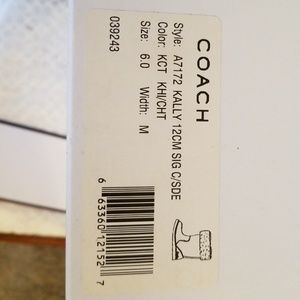 COACH
Style: A7172 KALLY 12CM SIG C/SDE
Color: KCT KHI/CHT
Size: 6.0 Width: M
039243
6 63360 12152 7